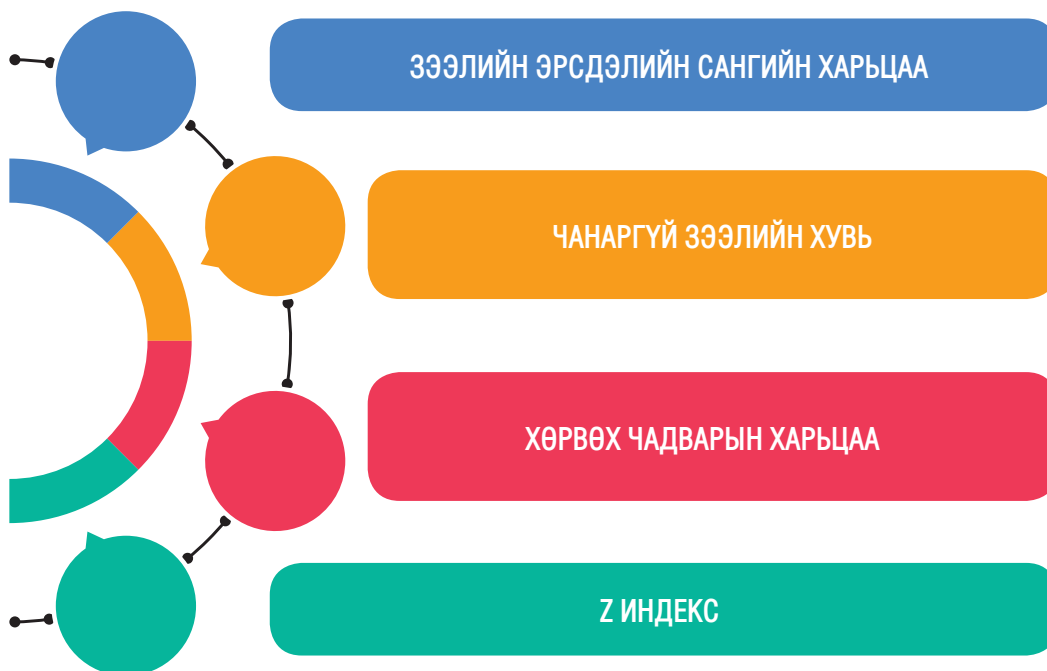 ЗЭЭЛИЙН ЭРСДЭЛИЙН САНГИЙН ХАРЬЦАА
ЧАНАРГҮЙ ЗЭЭЛИЙН ХУВЬ
ХӨРВӨХ ЧАДВАРЫН ХАРЬЦАА
Z ИНДЕКС